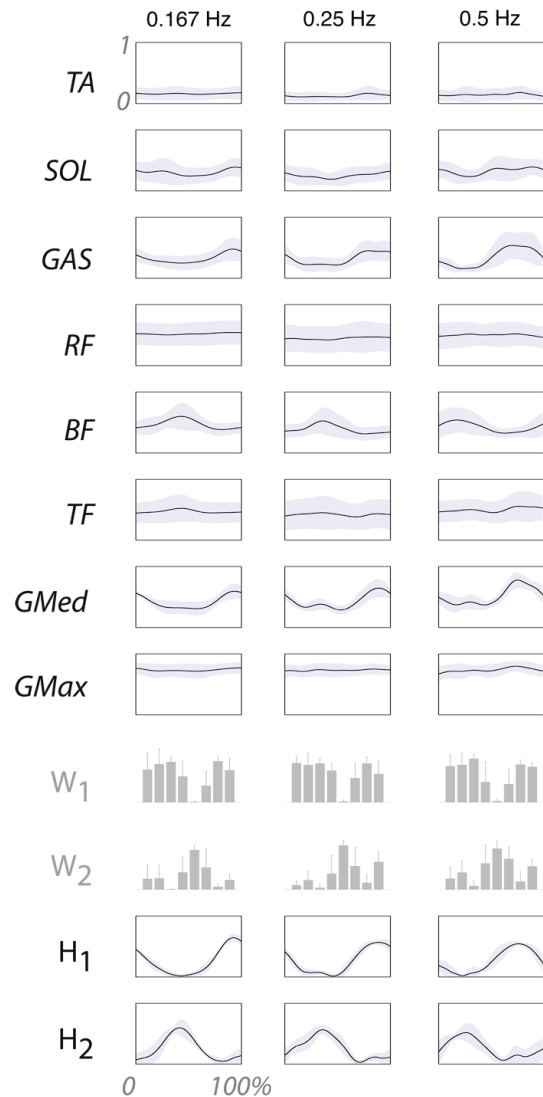 0.167 Hz 0.25 Hz 0.5 Hz
1
TA
0
SOL
GAS
RF
BF
TF
GMed
GMax
W1
W2
H1
H2
0 100%